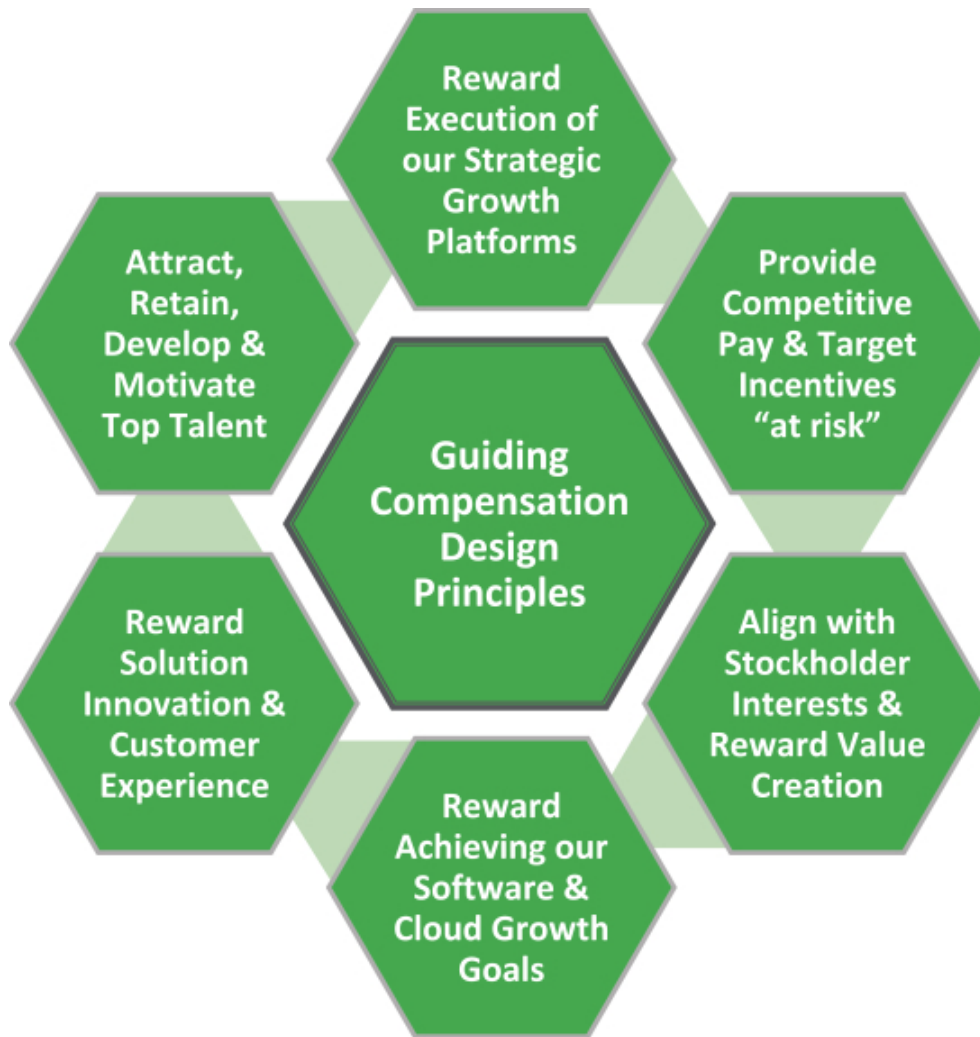 Reward
Execution of
our Strategic
Growth
Platforms
Attract,
Retain,
Develop &
Motivate
Top Talent
Provide
Competitive
Pay & Target
Incentives
“at risk”
Guiding
Compensation
Design
Principles
Reward
Solution
Innovation &
Customer
Experience
Align with
Stockholder
Interests &
Reward Value
Creation
Reward
Achieving our
Software &
Cloud Growth
Goals